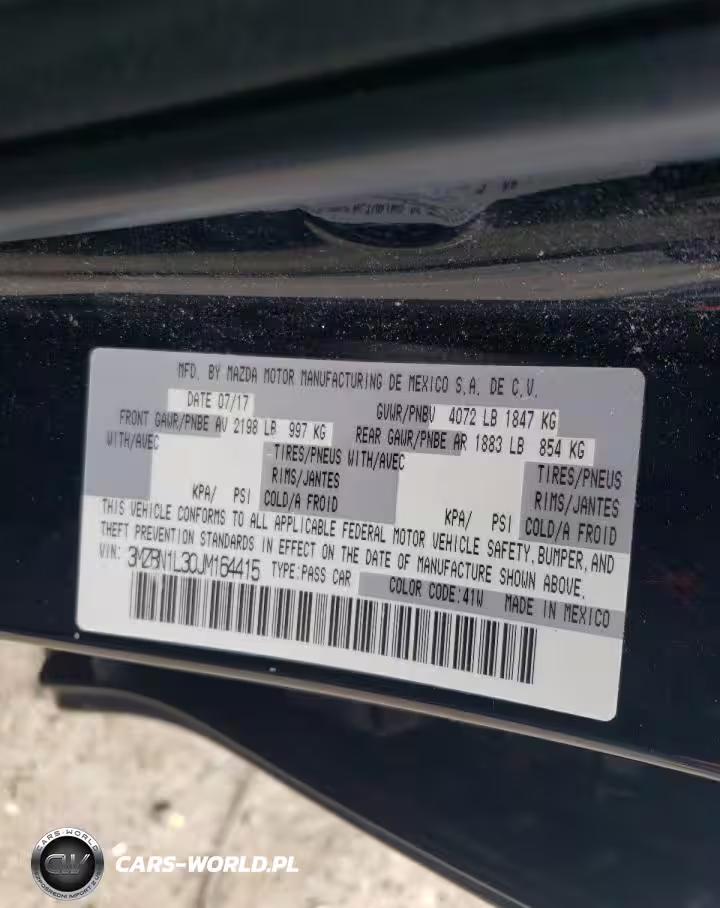 MFD. BY MAZDA MOTOR MANUFACTURING DE MEXICO S.A. DE C.V.
DATE 07/17 GVWR/PNBV 4072 LB 1847 KG
FRONT GAWR/PNBE AV 2198 LB 997 KG REAR GAWR/PNBE AR 1883 LB 854 KG
WITH/AVEC TIRES/PNEUS WITH/AVEC TIRES/PNEUS
RIMS/JANTES RIMS/JANTES
KPA/ PSI COLD/A FROID KPA/ PSI COLD/A FROID
THIS VEHICLE CONFORMS TO ALL APPLICABLE FEDERAL MOTOR VEHICLE SAFETY, BUMPER, AND
THEFT PREVENTION STANDARDS IN EFFECT ON THE DATE OF MANUFACTURE SHOWN ABOVE.
VIN: 3MZBN1L30JM164415 TYPE:PASS CAR COLOR CODE:41W MADE IN MEXICO
CARS-WORLD
CW
CARS-WORLD.PL